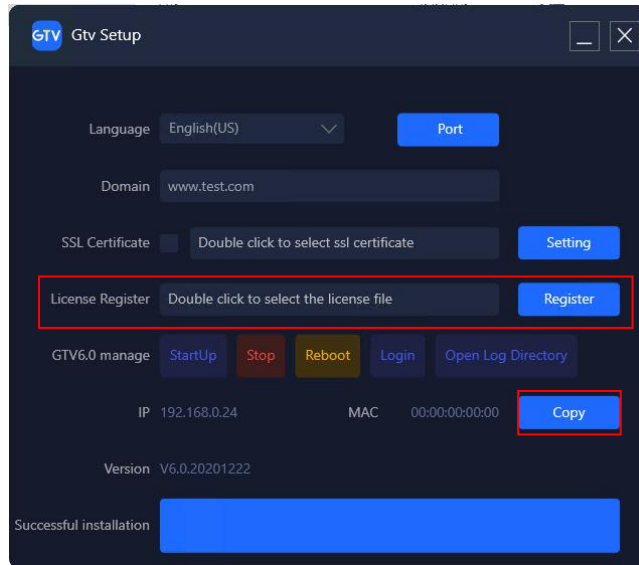 GTV Gtv Setup
Language English(US) Port
Domain www.test.com
SSL Certificate Double click to select ssl certificate Setting
License Register Double click to select the license file Register
GTV6.0 manage StartUp Stop Reboot Login Open Log Directory
IP 192.168.0.24 MAC 00:00:00:00:00 Copy
Version V6.0.20201222
Successful installation